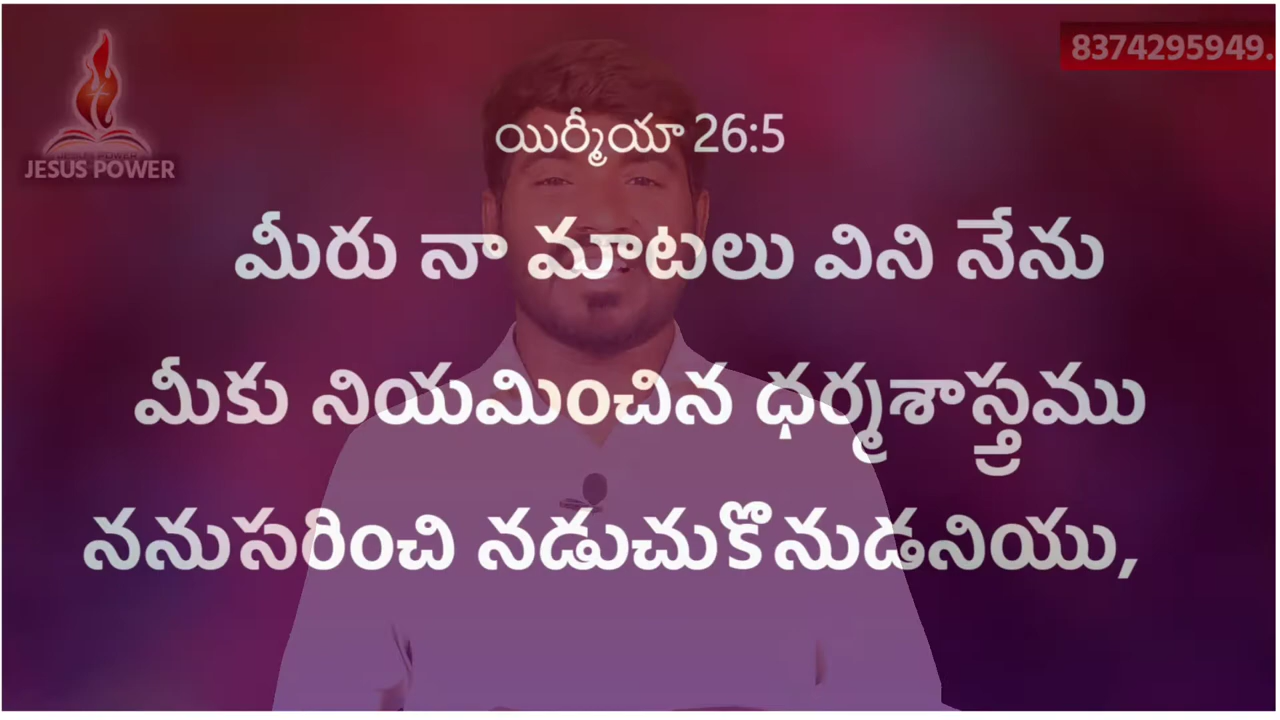 8374295949.
JESUS POWER
యిర్మీయా 26:5
మీరు నా మాటలు విని నేను
మీకు నియమించిన ధర్మశాస్త్రము
ననుసరించి నడుచుకొనుడనియు,